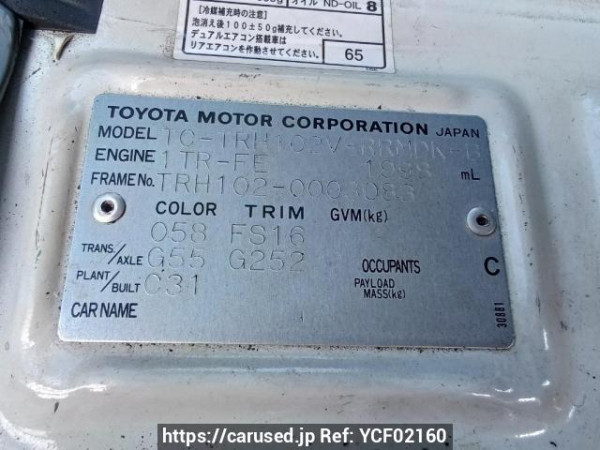 オイル ND-OIL 8
【冷媒補充時の注意】
泡消え後100±50g補充してください。
デュアルエアコン搭載車は
リアエアコンを作動させてください。
65
TOYOTA MOTOR CORPORATION JAPAN
MODEL
ENGINE 1TR-FE 1998 mL
FRAME No. TRH102-0003083
COLOR TRIM GVM(kg)
058 FS16
TRANS/AXLE G55 G252 OCCUPANTS C
PLANT/BUILT C31 PAYLOAD MASS(kg)
CAR NAME
30881
https://carused.jp Ref: YCF02160